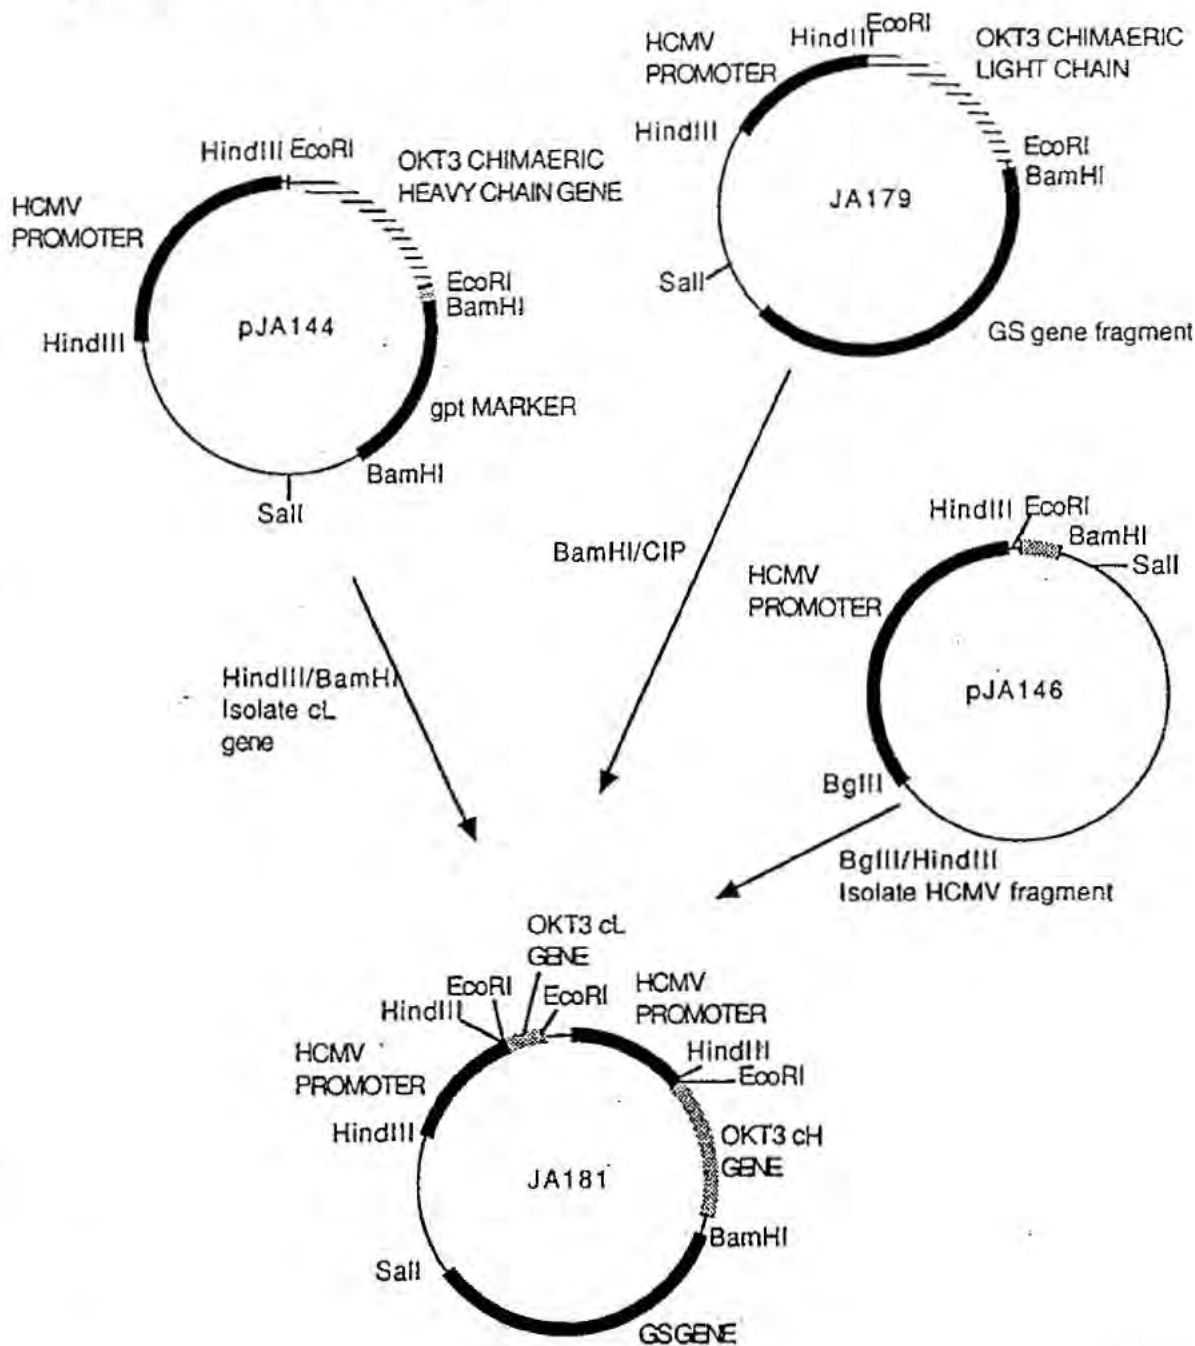 HCMV
PROMOTER
HindIII
EcoRI
OKT3 CHIMAERIC
LIGHT CHAIN
HindIII
EcoRI
BamHI
JA179
SalI
GS gene fragment
HindIII EcoRI
OKT3 CHIMAERIC
HEAVY CHAIN GENE
HCMV
PROMOTER
EcoRI
BamHI
pJA144
HindIII
gpt MARKER
BamHI
SalI
BamHI/CIP
HindIII/BamHI
Isolate cL
gene
HindIII
EcoRI
BamHI
SalI
HCMV
PROMOTER
pJA146
BglII
BglII/HindIII
Isolate HCMV fragment
OKT3 cL
GENE
EcoRI
EcoRI
HindIII
HCMV
PROMOTER
HCMV
PROMOTER
HindIII
EcoRI
HindIII
OKT3 cH
GENE
JA181
BamHI
SalI
GS GENE